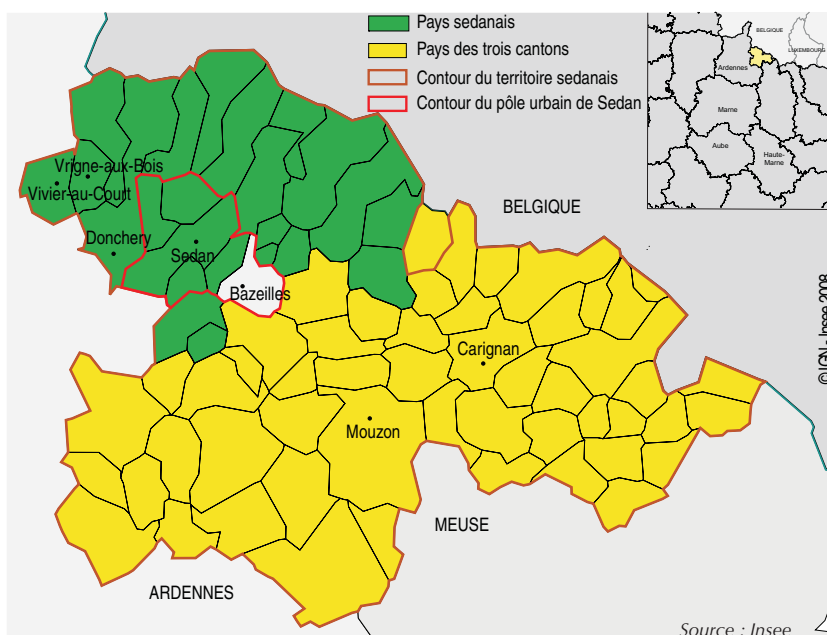 Pays sedanais
Pays des trois cantons
Contour du territoire sedanais
Contour du pôle urbain de Sedan
BELGIQUE
LUXEMBOURG
Ardennes
Marne
Aube
Haute-
Marne
Vrigne-aux-Bois
Vivier-au-Court
Donchery
Sedan
Bazeilles
BELGIQUE
Carignan
Mouzon
MEUSE
ARDENNES
©IGN - Insee 2008
Source : Insee